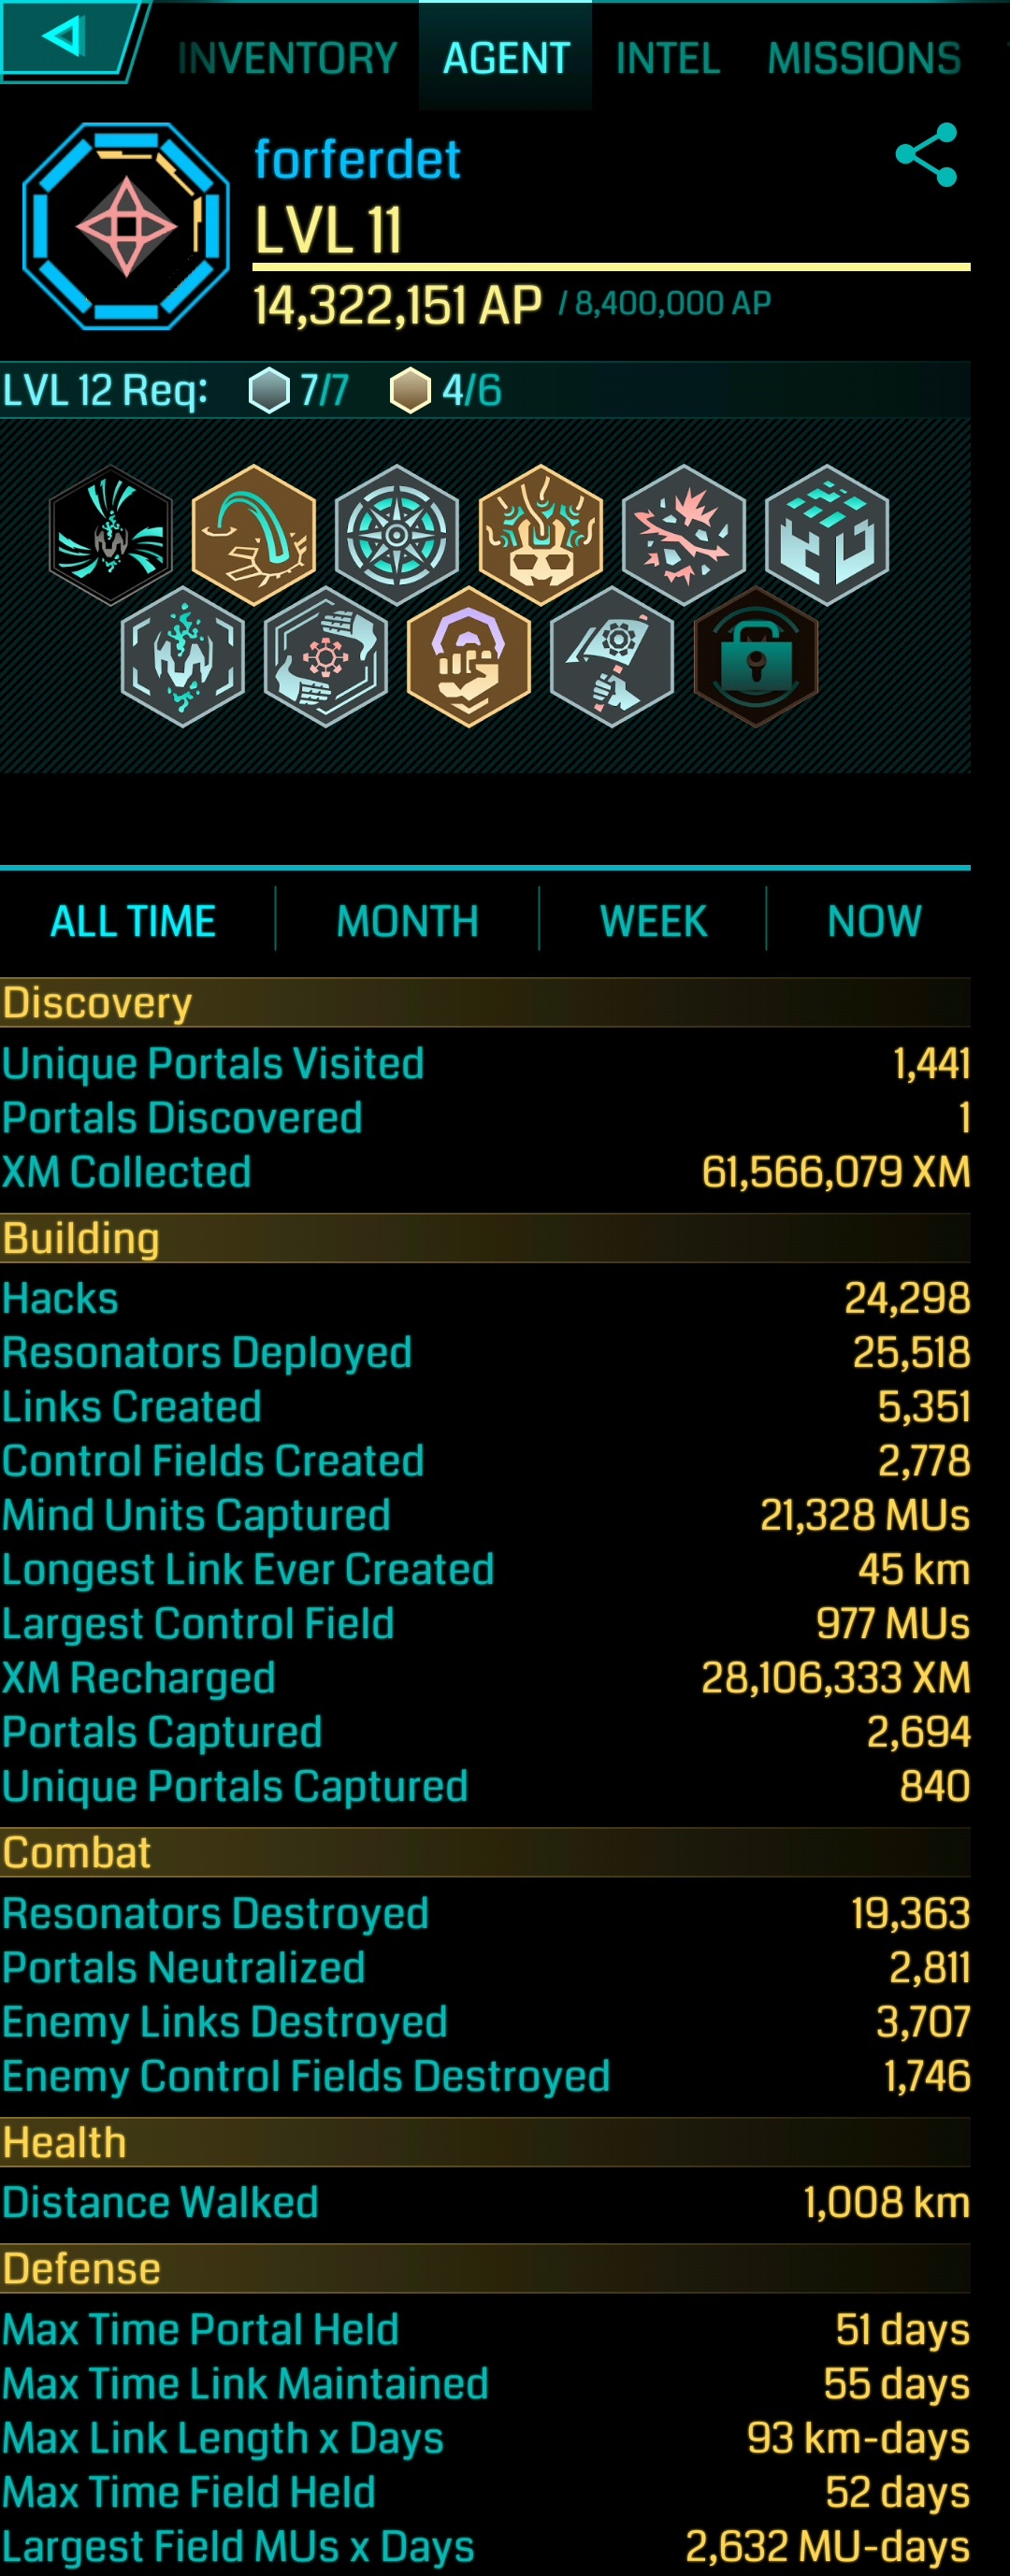 INVENTORY AGENT INTEL MISSIONS
forferdet
LVL 11
14,322,151 AP / 8,400,000 AP
LVL 12 Req: 7/7 4/6
ALL TIME MONTH WEEK NOW
Discovery
Unique Portals Visited 1,441
Portals Discovered 1
XM Collected 61,566,079 XM
Building
Hacks 24,298
Resonators Deployed 25,518
Links Created 5,351
Control Fields Created 2,778
Mind Units Captured 21,328 MUs
Longest Link Ever Created 45 km
Largest Control Field 977 MUs
XM Recharged 28,106,333 XM
Portals Captured 2,694
Unique Portals Captured 840
Combat
Resonators Destroyed 19,363
Portals Neutralized 2,811
Enemy Links Destroyed 3,707
Enemy Control Fields Destroyed 1,746
Health
Distance Walked 1,008 km
Defense
Max Time Portal Held 51 days
Max Time Link Maintained 55 days
Max Link Length x Days 93 km-days
Max Time Field Held 52 days
Largest Field MUs x Days 2,632 MU-days